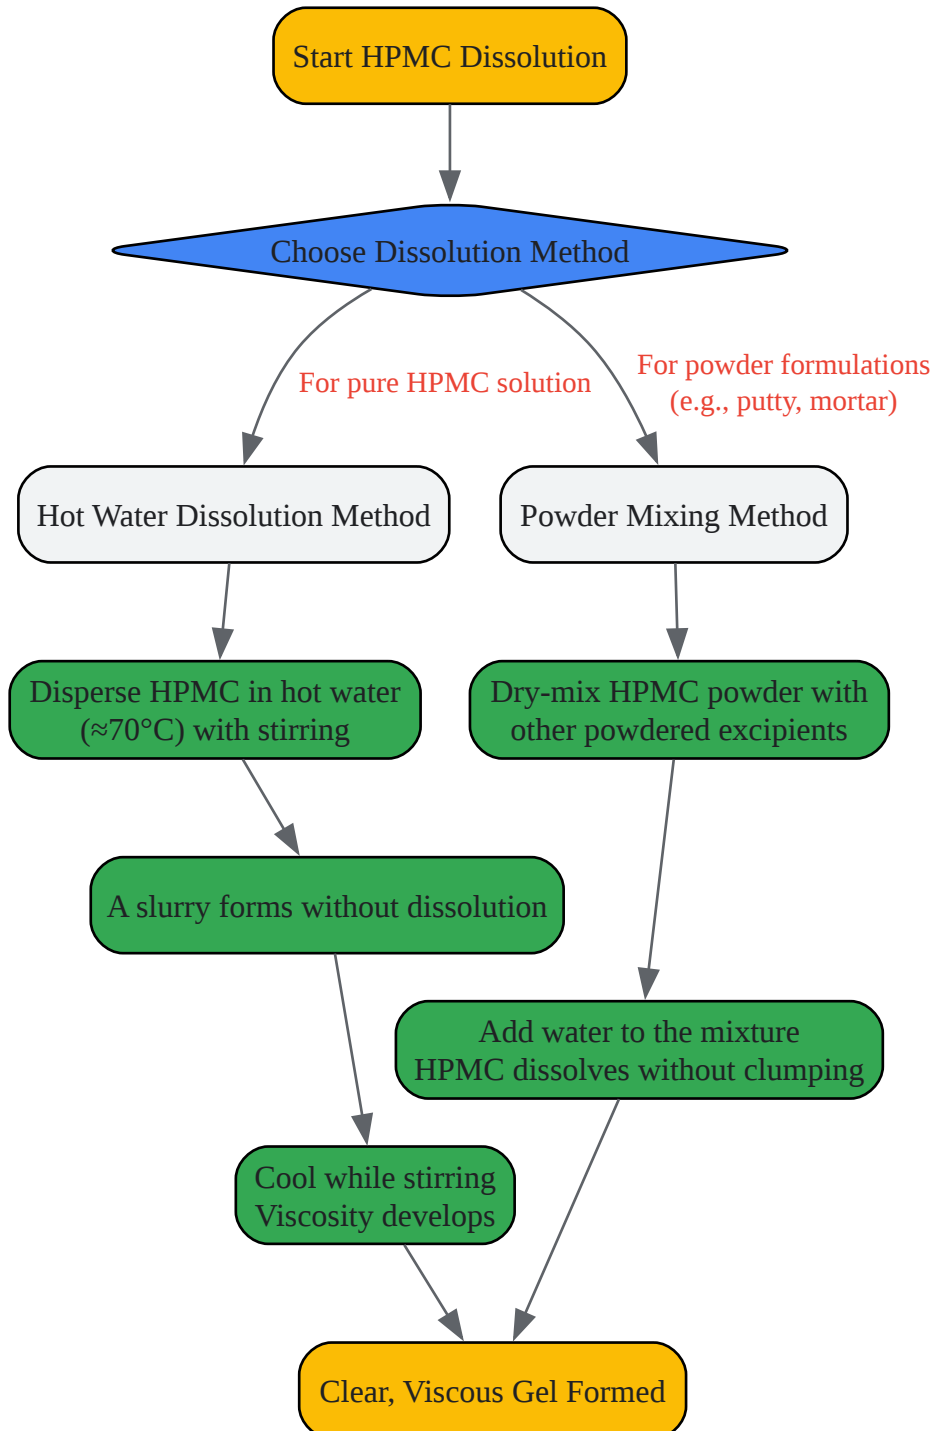 Start HPMC Dissolution
Choose Dissolution Method
For pure HPMC solution
For powder formulations
(e.g., putty, mortar)
Hot Water Dissolution Method
Powder Mixing Method
Disperse HPMC in hot water
(≈70°C) with stirring
Dry-mix HPMC powder with
other powdered excipients
A slurry forms without dissolution
Add water to the mixture
HPMC dissolves without clumping
Cool while stirring
Viscosity develops
Clear, Viscous Gel Formed